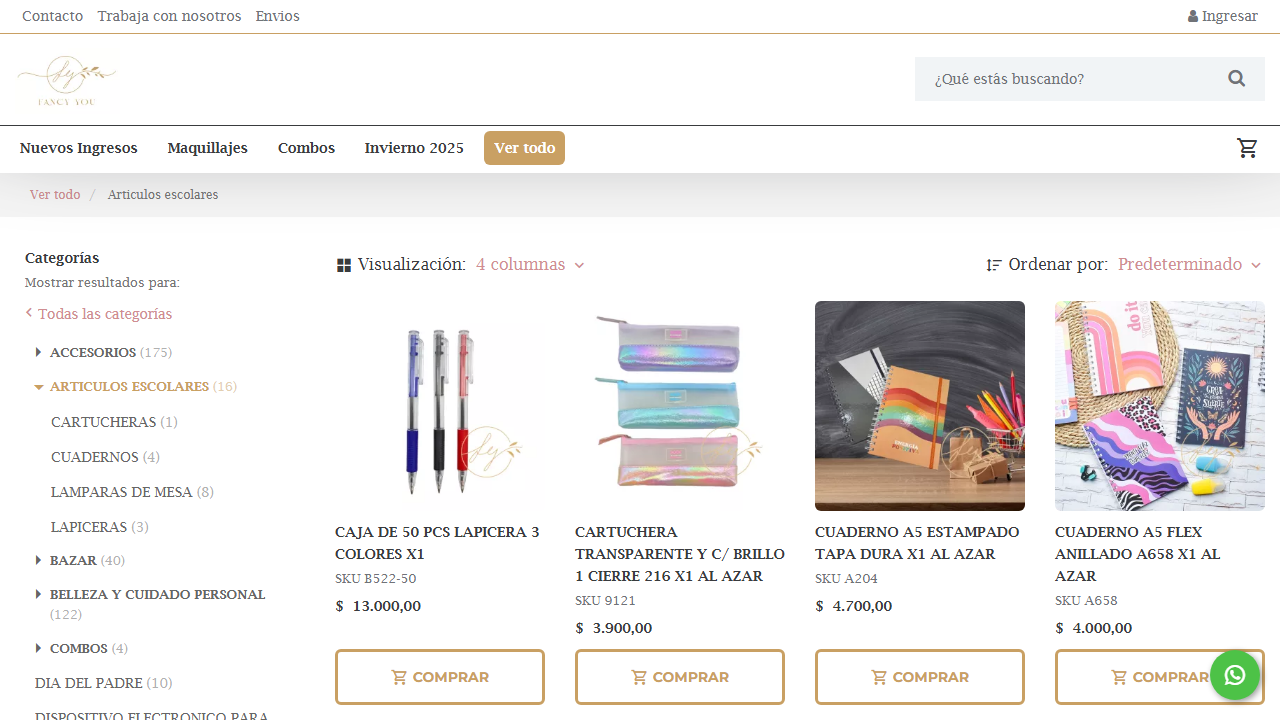 Contacto Trabaja con nosotros Envios Ingresar
FANCY YOU
¿Qué estás buscando?
Nuevos Ingresos Maquillajes Combos Invierno 2025 Ver todo
Ver todo / Articulos escolares
Categorías
Mostrar resultados para:
Todas las categorías
ACCESORIOS (175)
ARTICULOS ESCOLARES (16)
CARTUCHERAS (1)
CUADERNOS (4)
LAMPARAS DE MESA (8)
LAPICERAS (3)
BAZAR (40)
BELLEZA Y CUIDADO PERSONAL
(122)
COMBOS (4)
DIA DEL PADRE (10)
DISPOSITIVO ELECTRONICO PARA
Visualización: 4 columnas
Ordenar por: Predeterminado
CAJA DE 50 PCS LAPICERA 3
COLORES X1
SKU B522-50
$ 13.000,00
COMPRAR
CARTUCHERA
TRANSPARENTE Y C/ BRILLO
1 CIERRE 216 X1 AL AZAR
SKU 9121
$ 3.900,00
COMPRAR
CUADERNO A5 ESTAMPADO
TAPA DURA X1 AL AZAR
SKU A204
$ 4.700,00
COMPRAR
do it
CUADERNO A5 FLEX
ANILLADO A658 X1 AL
AZAR
SKU A658
$ 4.000,00
COMPRAR